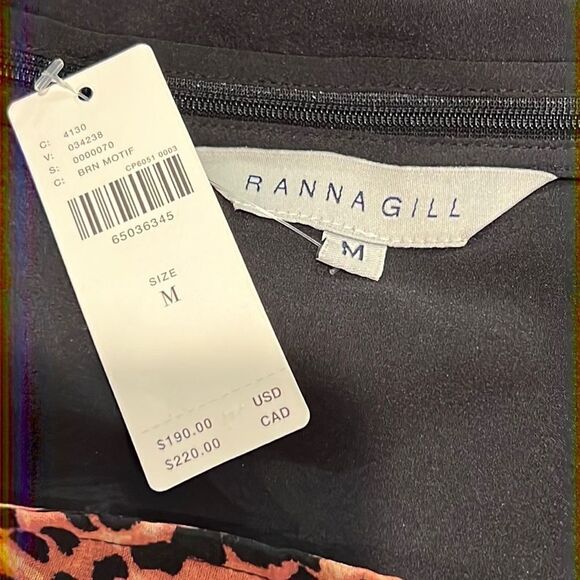 C: 4130
V: 034238
S: 0000070
C: BRN MOTIF
CP6051 0003
65036345
SIZE
M
$190.00 USD
$220.00 CAD
RANNA GILL
M